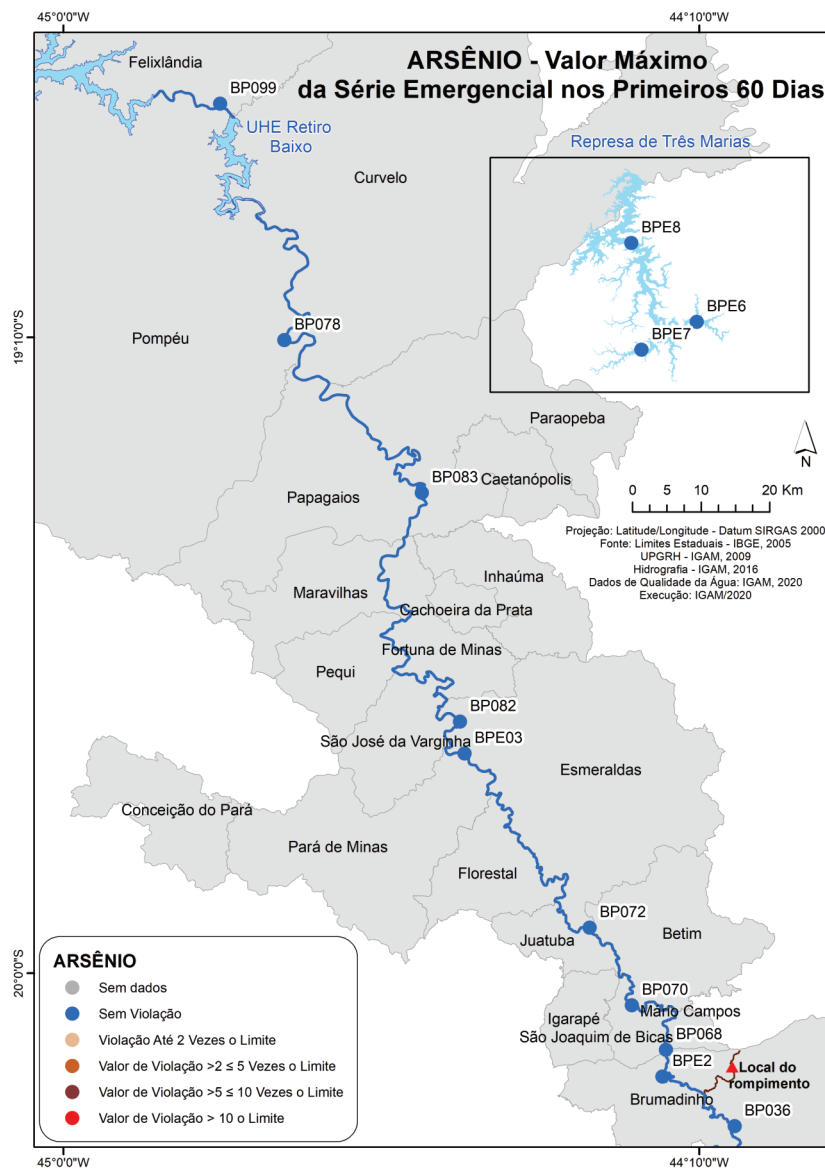 45°0'0"W
44°10'0"W
ARSÊNIO - Valor Máximo
da Série Emergencial nos Primeiros 60 Dias
Felixlândia
BP099
UHE Retiro
Baixo
Represa de Três Marias
Curvelo
BPE8
BPE6
BPE7
BP078
Pompéu
19°10'0"S
Paraopeba
N
BP083
Caetanópolis
Papagaios
0 5 10 20 Km
Projeção: Latitude/Longitude - Datum SIRGAS 2000
Fonte: Limites Estaduais - IBGE, 2005
UPGRH - IGAM, 2009
Hidrografia - IGAM, 2016
Dados de Qualidade da Água: IGAM, 2020
Execução: IGAM/2020
Inhaúma
Maravilhas
Cachoeira da Prata
Fortuna de Minas
Pequi
BP082
São José da Varginha
BPE03
Esmeraldas
Conceição do Pará
Pará de Minas
Florestal
BP072
Juatuba
Betim
20°0'0"S
BP070
Mário Campos
Igarapé
São Joaquim de Bicas
BP068
BPE2
Local do
rompimento
Brumadinho
BP036
ARSÊNIO
Sem dados
Sem Violação
Violação Até 2 Vezes o Limite
Valor de Violação >2 ≤ 5 Vezes o Limite
Valor de Violação >5 ≤ 10 Vezes o Limite
Valor de Violação > 10 o Limite
45°0'0"W
44°10'0"W